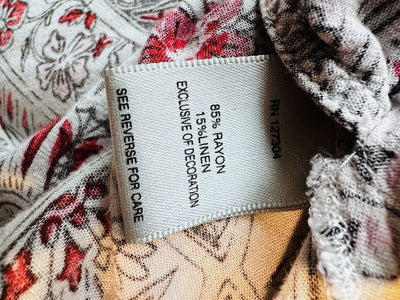 RN 127304
85% RAYON
15%LINEN
EXCLUSIVE OF DECORATION
SEE REVERSE FOR CARE